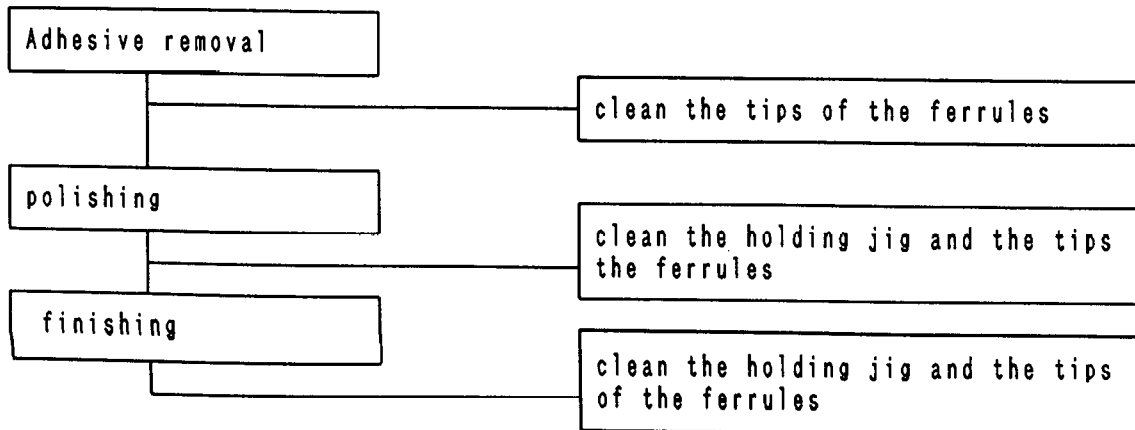 Adhesive removal
clean the tips of the ferrules
polishing
clean the holding jig and the tips
the ferrules
finishing
clean the holding jig and the tips
of the ferrules